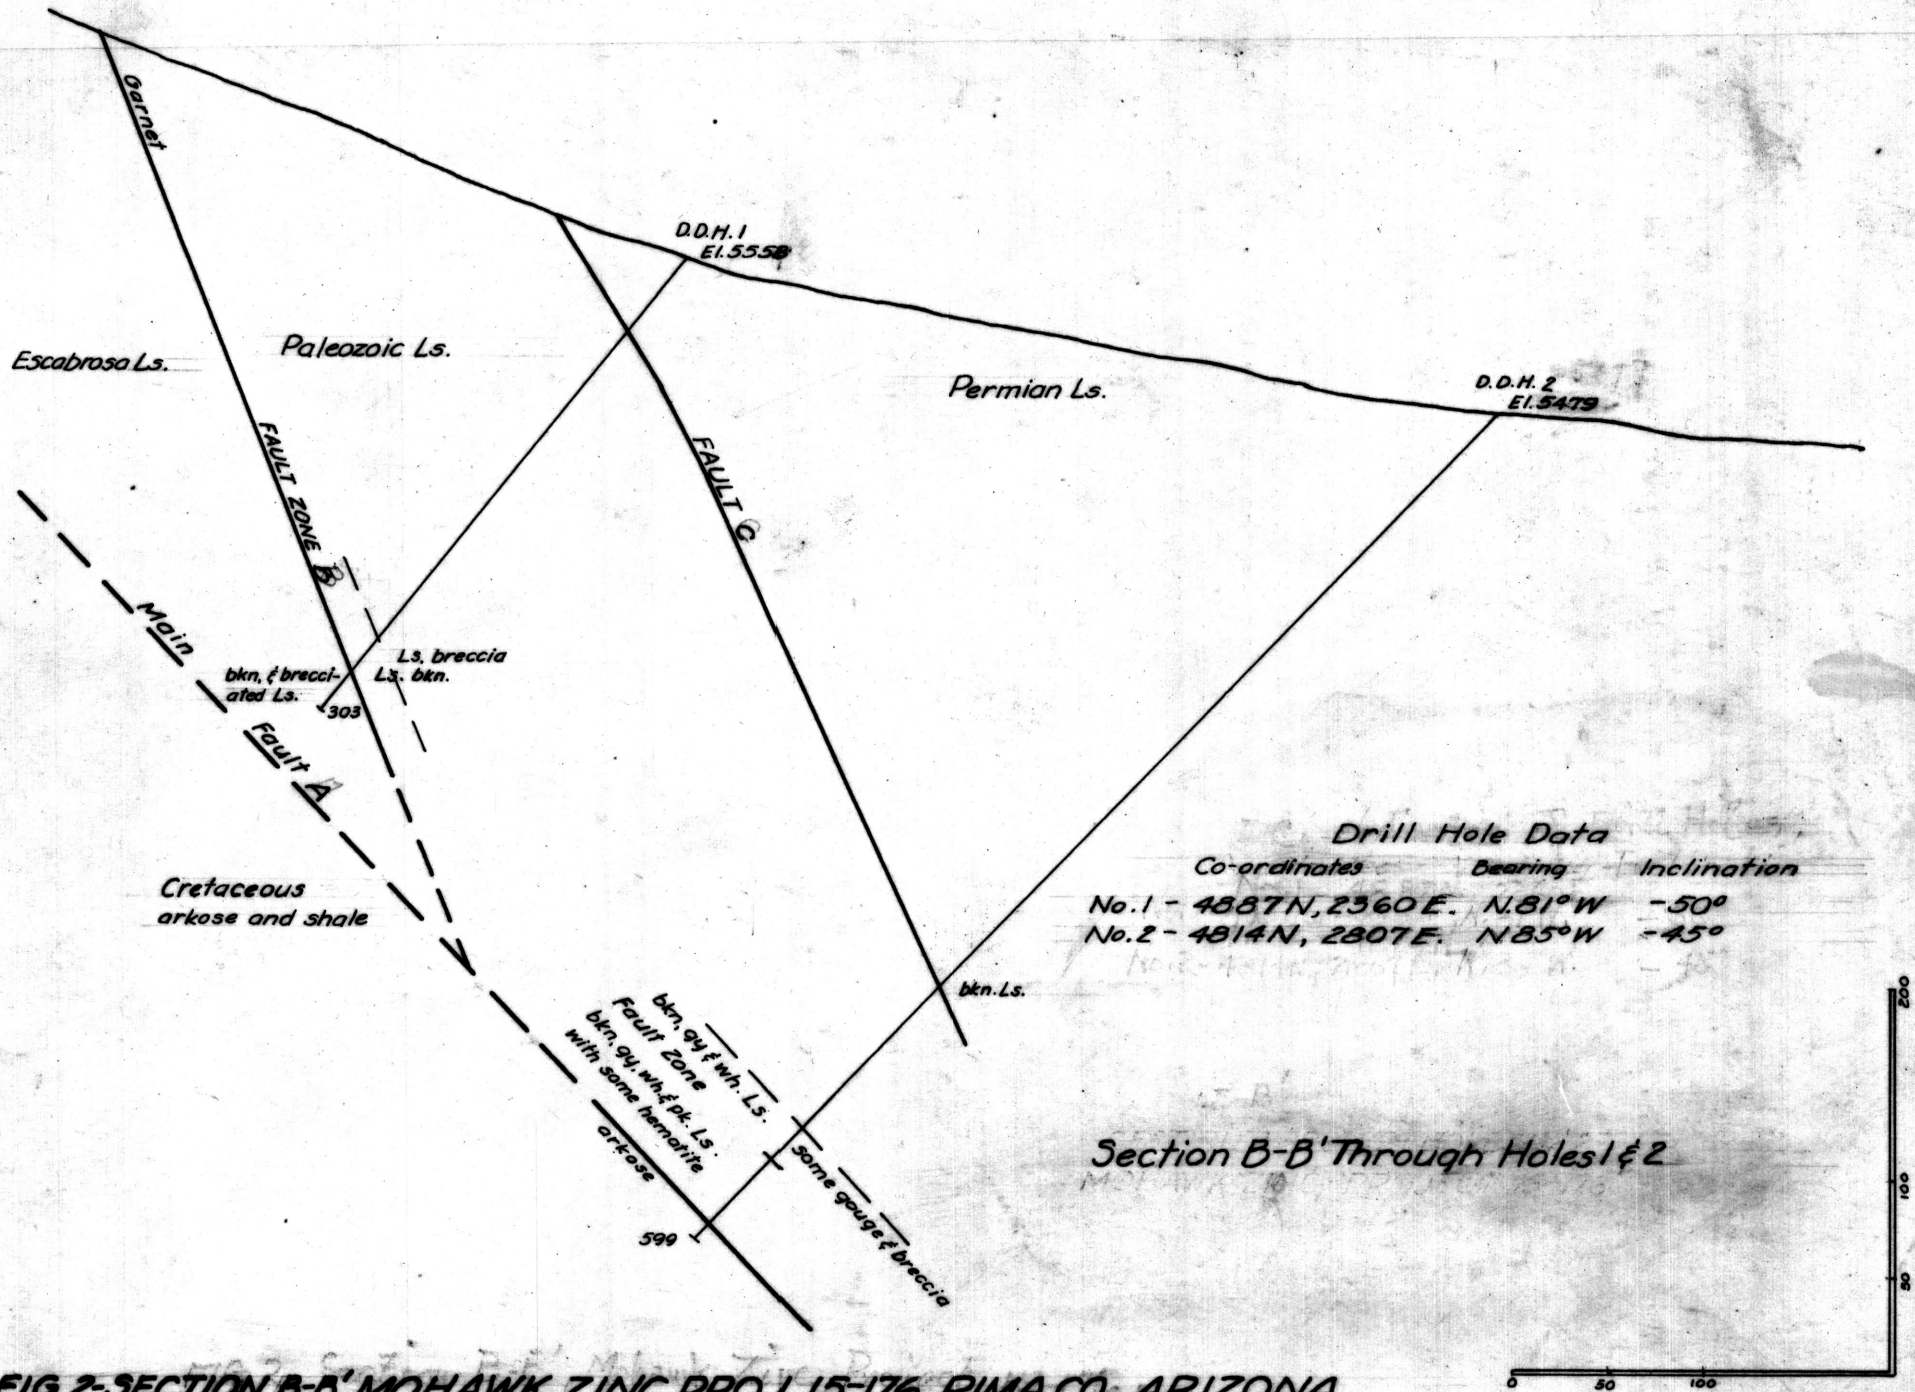 Garnet
D.D.H. 1
El. 5558'
Escabrosa Ls.
Paleozoic Ls.
Permian Ls.
D.D.H. 2
El. 5479
FAULT ZONE B
FAULT C
Main
Fault A
bkn. & brecci-
ated Ls.
303
Ls. breccia
Ls. bkn.
Cretaceous
arkose and shale
Drill Hole Data
Co-ordinates Bearing Inclination
No. 1 - 4887N, 2360E. N.81°W -50°
No. 2 - 4814N, 2807E. N85°W -45°
bkn. Ls.
bkn, gy & wh. Ls.
Fault Zone
bkn, gy, wh. & pk. Ls.
with some hematite
arkose
some gouge & breccia
599
Section B-B' Through Holes 1 & 2
200
100
50
0 50 100
FIG. 2-SECTION B-B' MOHAWK ZINC PROJ. 15-176, PIMA CO., ARIZONA